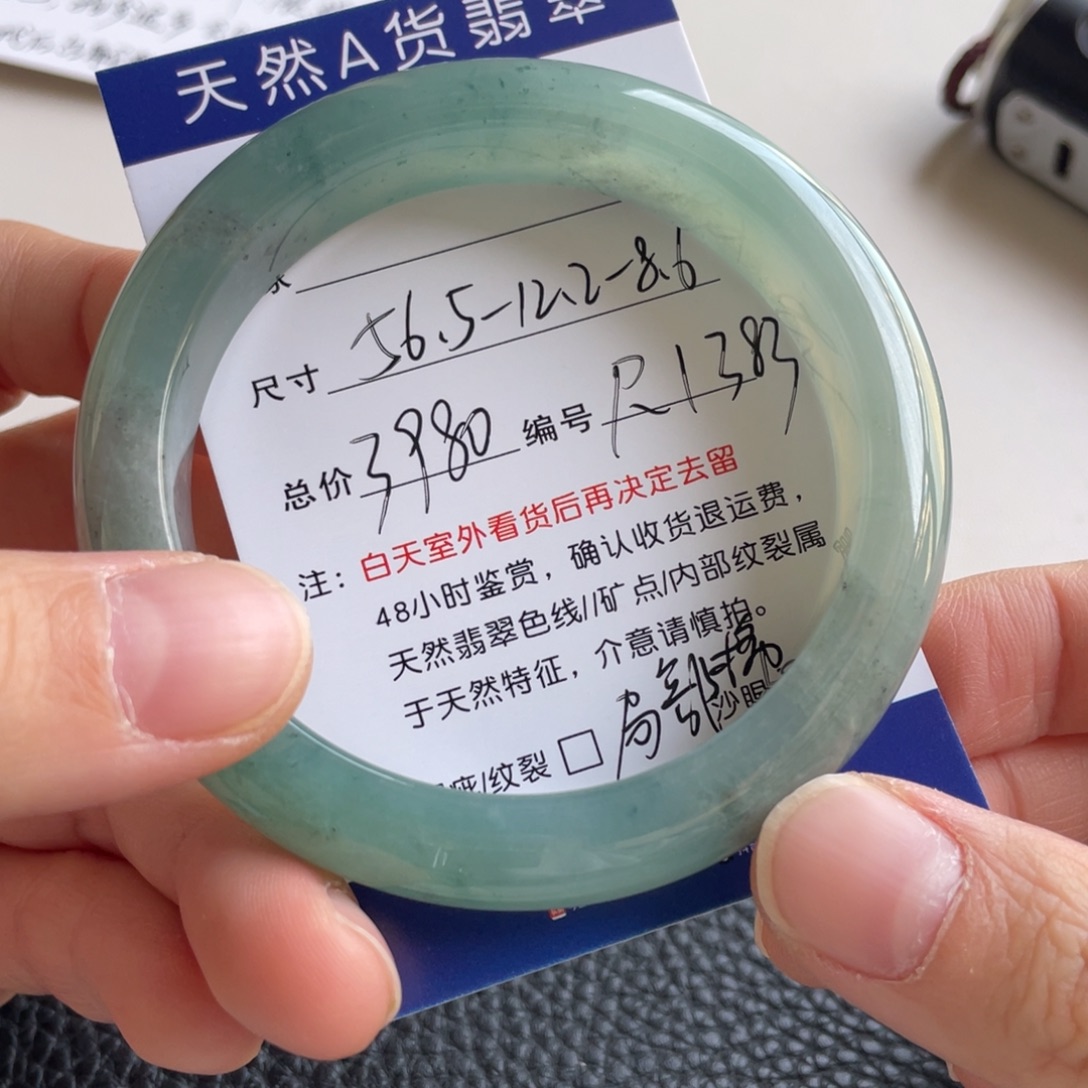 天然A货翡翠
尺寸 56.5-12.2-8.6
总价 3980 编号 R1383
注：白天室外看货后再决定去留
48小时鉴赏，确认收货退运费，
天然翡翠色线//矿点/内部纹裂属
于天然特征，介意请慎拍。
/纹裂 □ 局部 沙眼